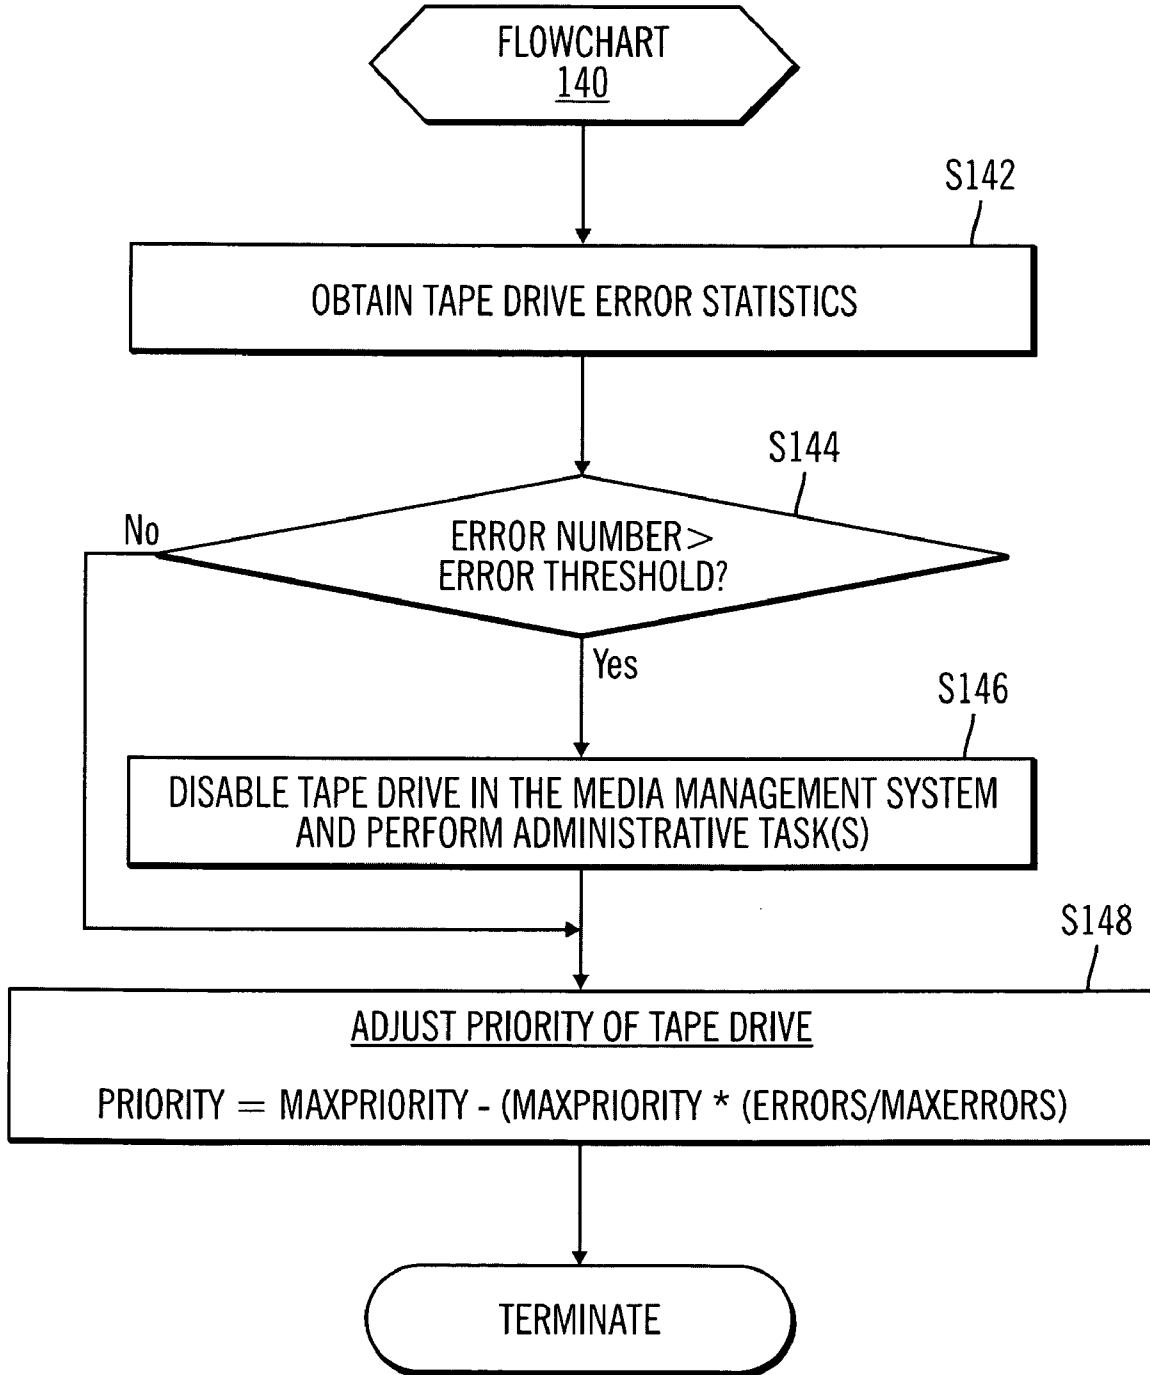 FLOWCHART
140
S142
OBTAIN TAPE DRIVE ERROR STATISTICS
S144
No
ERROR NUMBER >
ERROR THRESHOLD?
Yes
S146
DISABLE TAPE DRIVE IN THE MEDIA MANAGEMENT SYSTEM
AND PERFORM ADMINISTRATIVE TASK(S)
S148
ADJUST PRIORITY OF TAPE DRIVE
PRIORITY = MAXPRIORITY - (MAXPRIORITY * (ERRORS/MAXERRORS)
TERMINATE